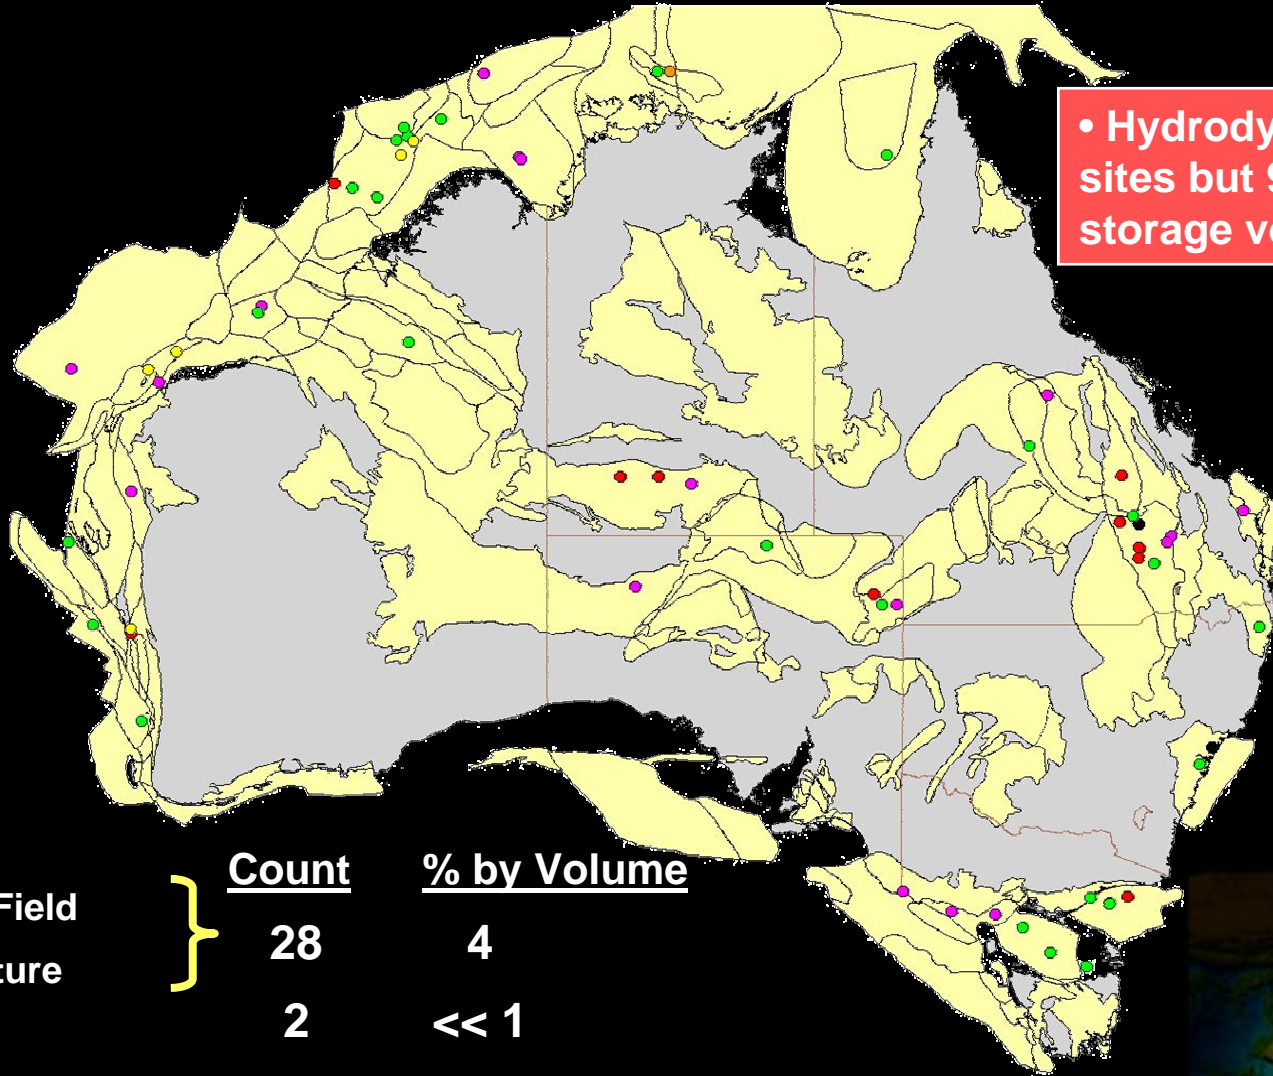 • Hydrody
sites but
storage
Count % by Volume
Field
28 4
ture
2 << 1